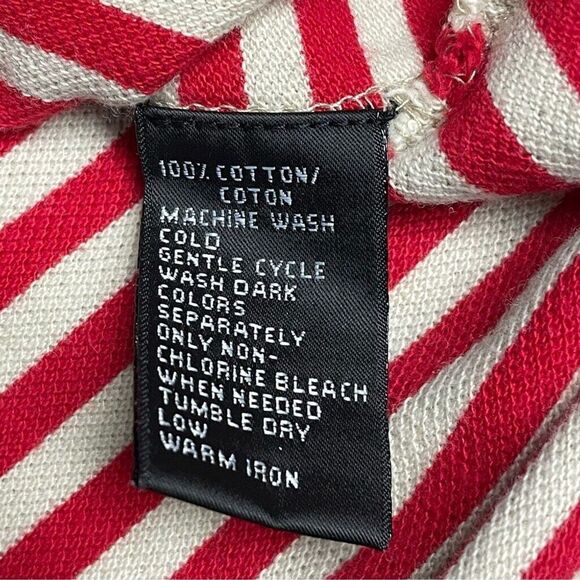 100% COTTON/
COTON
MACHINE WASH
COLD
GENTLE CYCLE
WASH DARK
COLORS
SEPARATELY
ONLY NON-
CHLORINE BLEACH
WHEN NEEDED
TUMBLE DRY
LOW
WARM IRON